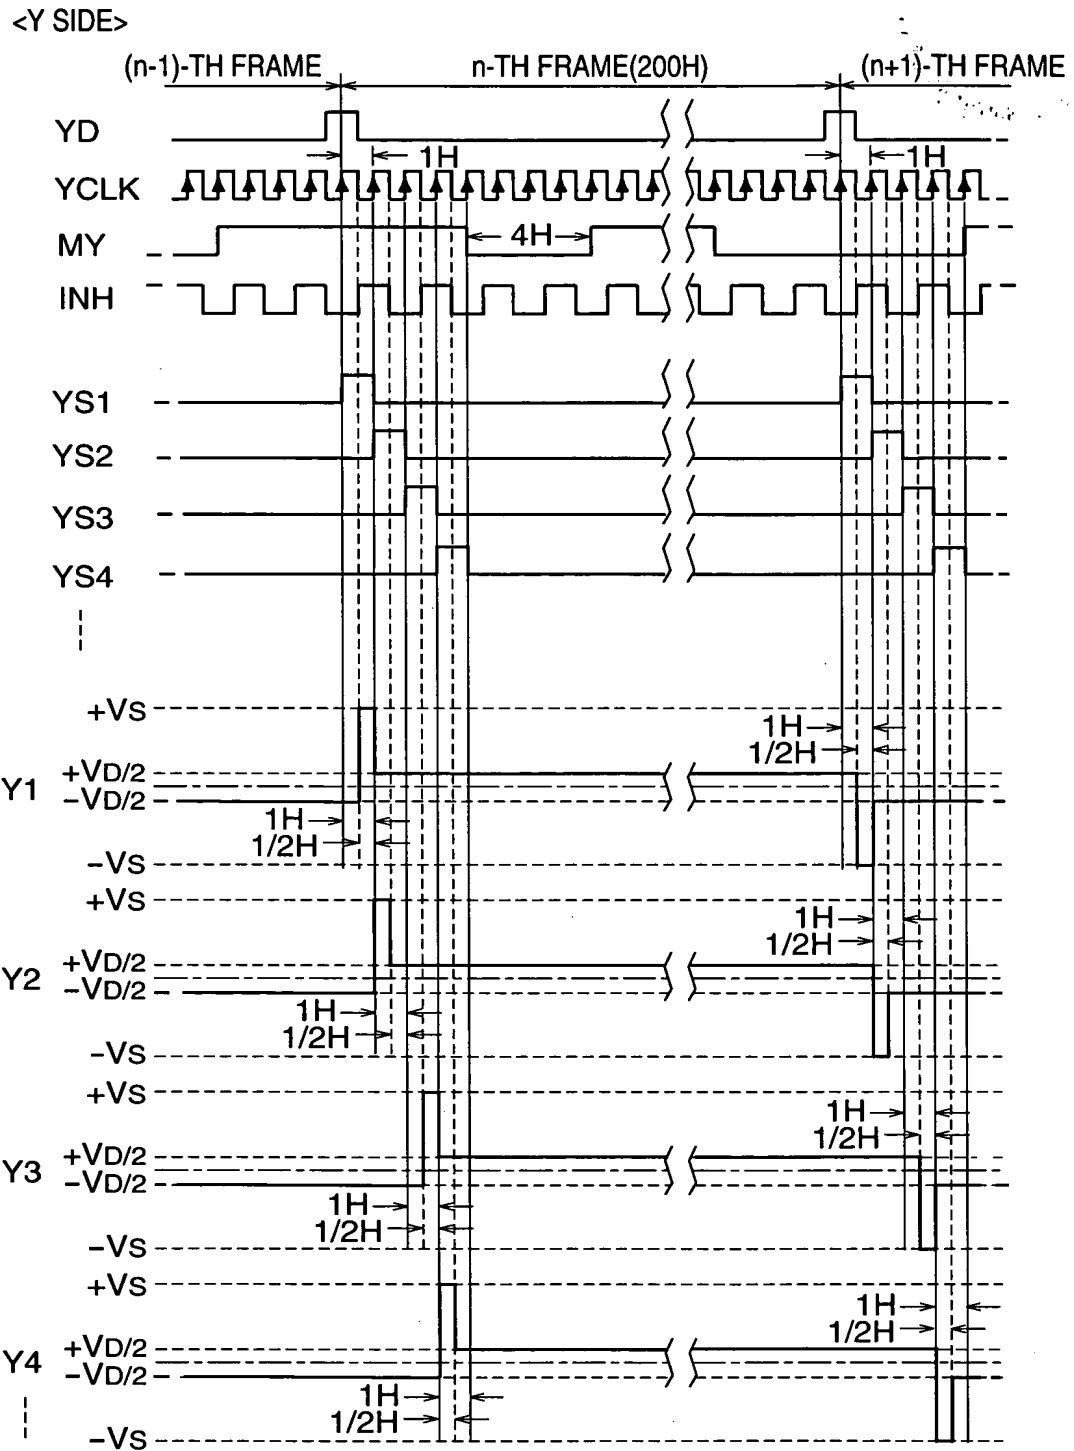 <Y SIDE>
(n-1)-TH FRAME n-TH FRAME(200H) (n+1)-TH FRAME
YD
1H 1H
YCLK
MY 4H
INH
YS1
YS2
YS3
YS4
+VS
1H
1/2H
Y1 +VD/2
-VD/2
1H
1/2H
-VS
+VS
1H
1/2H
Y2 +VD/2
-VD/2
1H
1/2H
-VS
+VS
1H
1/2H
Y3 +VD/2
-VD/2
1H
1/2H
-VS
+VS
1H
1/2H
Y4 +VD/2
-VD/2
1H
1/2H
-VS